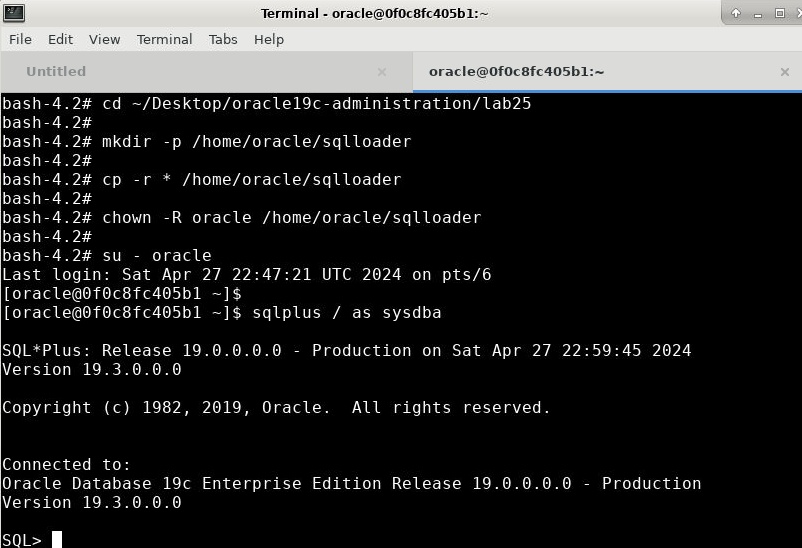 Terminal - oracle@0f0c8fc405b1:~
File Edit View Terminal Tabs Help
Untitled
oracle@0f0c8fc405b1:~
bash-4.2# cd ~/Desktop/oracle19c-administration/lab25
bash-4.2#
bash-4.2# mkdir -p /home/oracle/sqlloader
bash-4.2#
bash-4.2# cp -r * /home/oracle/sqlloader
bash-4.2#
bash-4.2# chown -R oracle /home/oracle/sqlloader
bash-4.2#
bash-4.2# su - oracle
Last login: Sat Apr 27 22:47:21 UTC 2024 on pts/6
[oracle@0f0c8fc405b1 ~]$
[oracle@0f0c8fc405b1 ~]$ sqlplus / as sysdba
SQL*Plus: Release 19.0.0.0.0 - Production on Sat Apr 27 22:59:45 2024
Version 19.3.0.0.0
Copyright (c) 1982, 2019, Oracle.  All rights reserved.
Connected to:
Oracle Database 19c Enterprise Edition Release 19.0.0.0.0 - Production
Version 19.3.0.0.0
SQL>